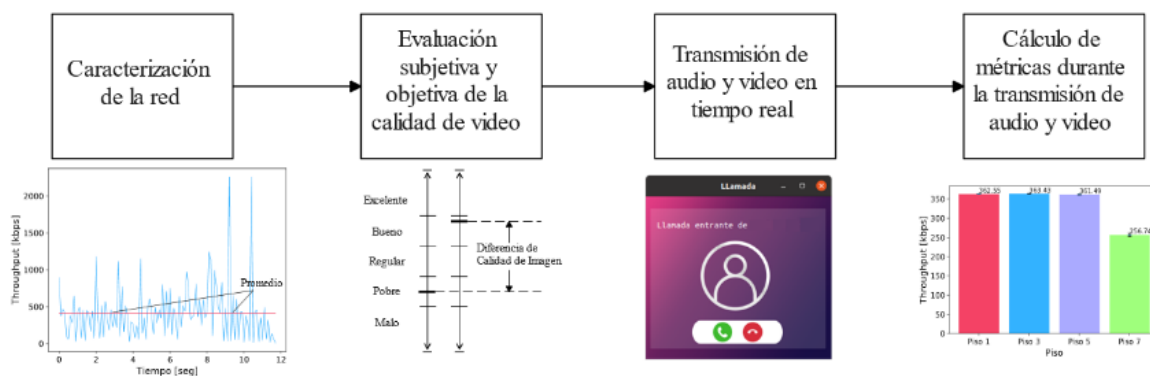 Caracterización
de la red
Evaluación
subjetiva y
objetiva de la
calidad de video
Transmisión de
audio y video en
tiempo real
Cálculo de
métricas durante
la transmisión de
audio y video
Throughput [kbps]
2000
1500
1000
500
0
Promedio
0 2 4 6 8 10 12
Tiempo [seg]
Excelente
Bueno
Regular
Pobre
Malo
Diferencia de
Calidad de Imagen
LLamada
Llamada entrante de
Throughput [kbps]
350
300
250
200
150
100
50
0
362.55 363.43 361.49 256.74
Piso 1 Piso 3 Piso 5 Piso 7
Piso